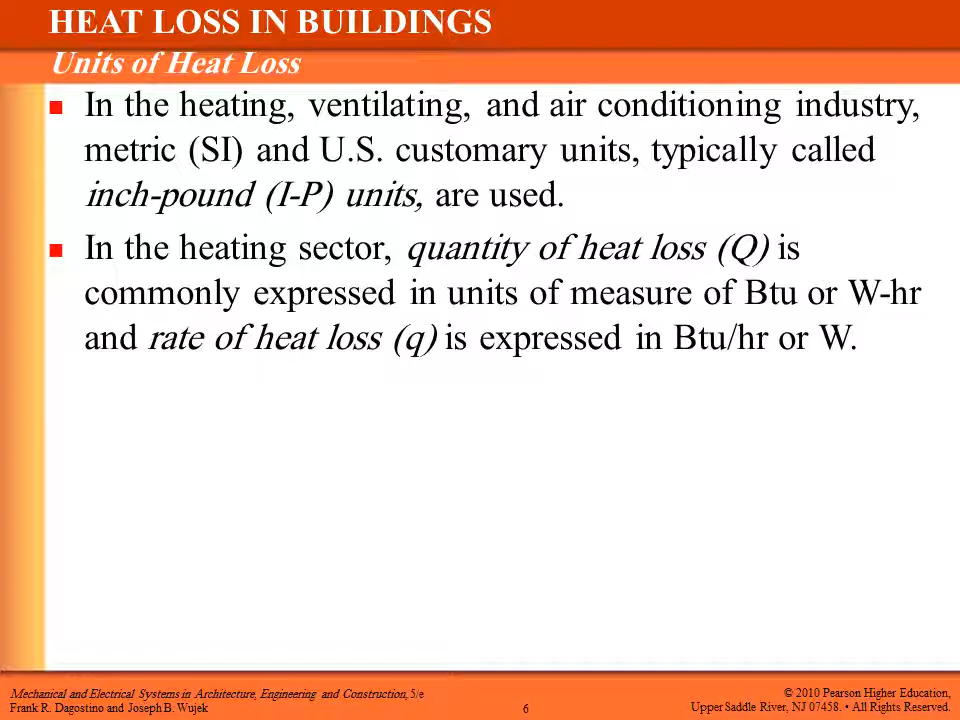 HEAT LOSS IN BUILDINGS
Units of Heat Loss
In the heating, ventilating, and air conditioning industry,
metric (SI) and U.S. customary units, typically called
inch-pound (I-P) units, are used.
In the heating sector, quantity of heat loss (Q) is
commonly expressed in units of measure of Btu or W-hr
and rate of heat loss (q) is expressed in Btu/hr or W.
Mechanical and Electrical Systems in Architecture, Engineering and Construction, 5/e
Frank R. Dagostino and Joseph B. Wujek
6
© 2010 Pearson Higher Education,
Upper Saddle River, NJ 07458. • All Rights Reserved.